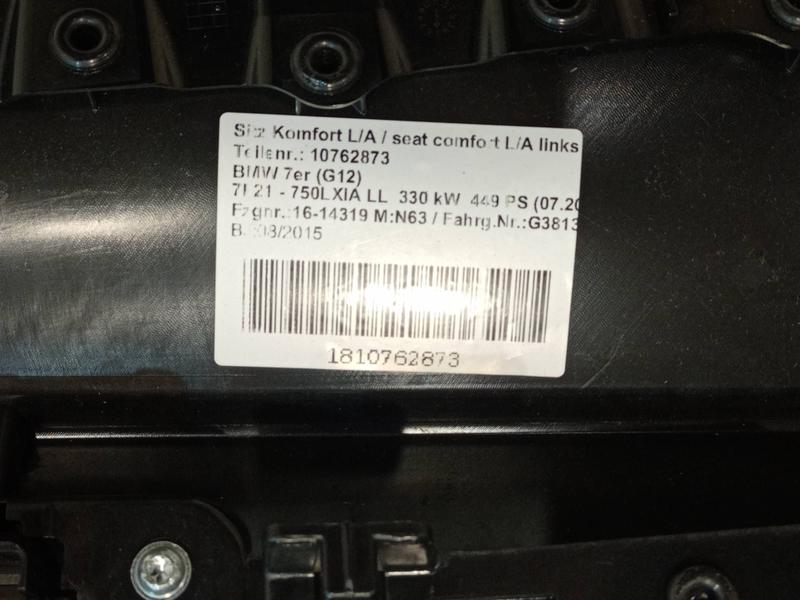 Sitz Komfort L/A / seat comfort L/A links
Teilenr.: 10762873
BMW 7er (G12)
7F21 - 750LXIA LL 330 kW 449 PS (07.20
Fzgnr.:16-14319 M:N63 / Fahrg.Nr.:G3813
BJ:08/2015
1810762873